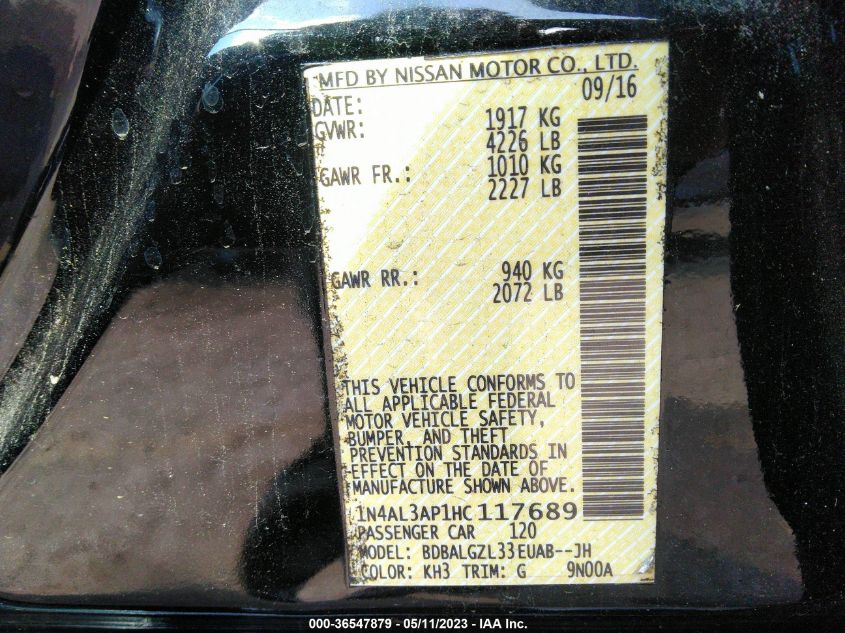 MFD BY NISSAN MOTOR CO., LTD.
DATE: 09/16
GVWR: 1917 KG
4226 LB
GAWR FR.: 1010 KG
2227 LB
GAWR RR.: 940 KG
2072 LB
THIS VEHICLE CONFORMS TO
ALL APPLICABLE FEDERAL
MOTOR VEHICLE SAFETY,
BUMPER, AND THEFT
PREVENTION STANDARDS IN
EFFECT ON THE DATE OF
MANUFACTURE SHOWN ABOVE.
1N4AL3AP1HC 117689
PASSENGER CAR 120
MODEL: BDBALGZL33EUAB--JH
COLOR: KH3 TRIM: G 9N00A
000-36547879 - 05/11/2023 - IAA Inc.